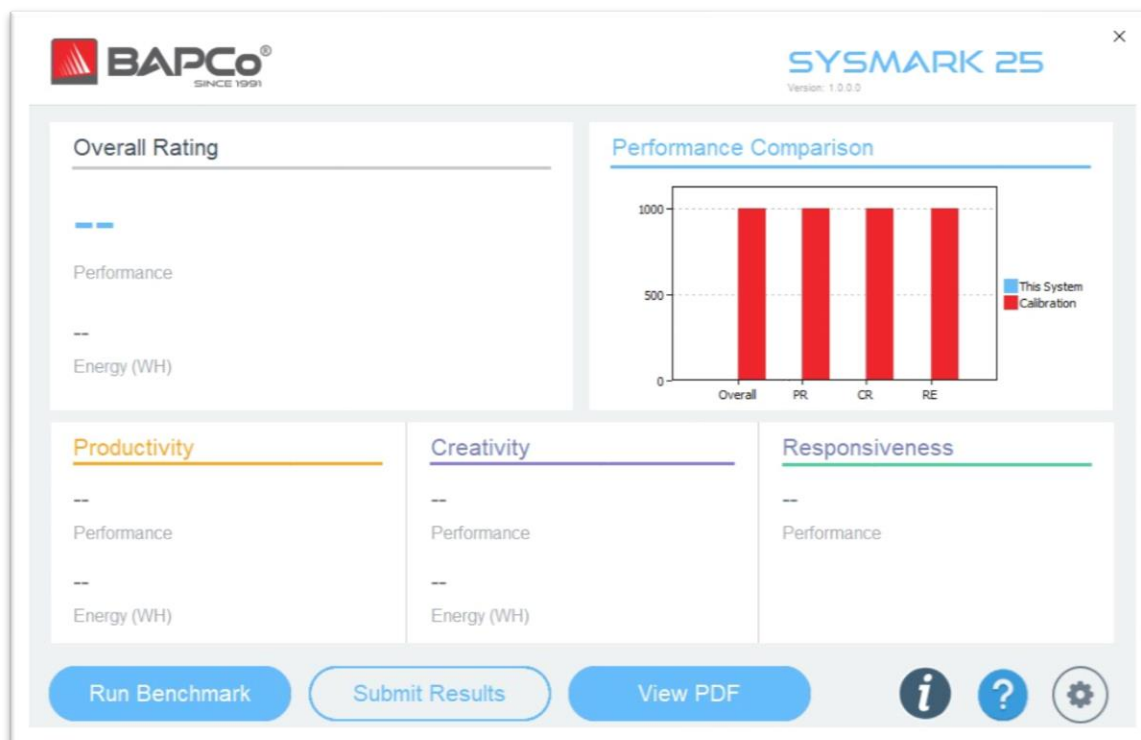 BAPCo®
SINCE 1991
SYSMARK 25
Version: 1.0.0.0
Overall Rating
--
Performance
--
Energy (WH)
Performance Comparison
1000
500
0
Overall PR CR RE
This System
Calibration
Productivity
--
Performance
--
Energy (WH)
Creativity
--
Performance
--
Energy (WH)
Responsiveness
--
Performance
Run Benchmark
Submit Results
View PDF
i
?